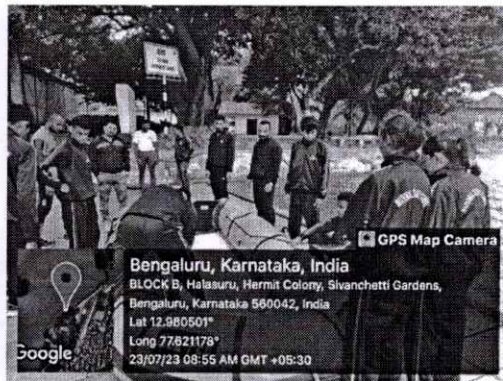 GPS Map Camera
Bengaluru, Karnataka, India
BLOCK B, Halasuru, Hermit Colony, Sivanchetti Gardens,
Bengaluru, Karnataka 560042, India
Lat 12.980501°
Long 77.621178°
23/07/23 08:55 AM GMT +05:30
Google